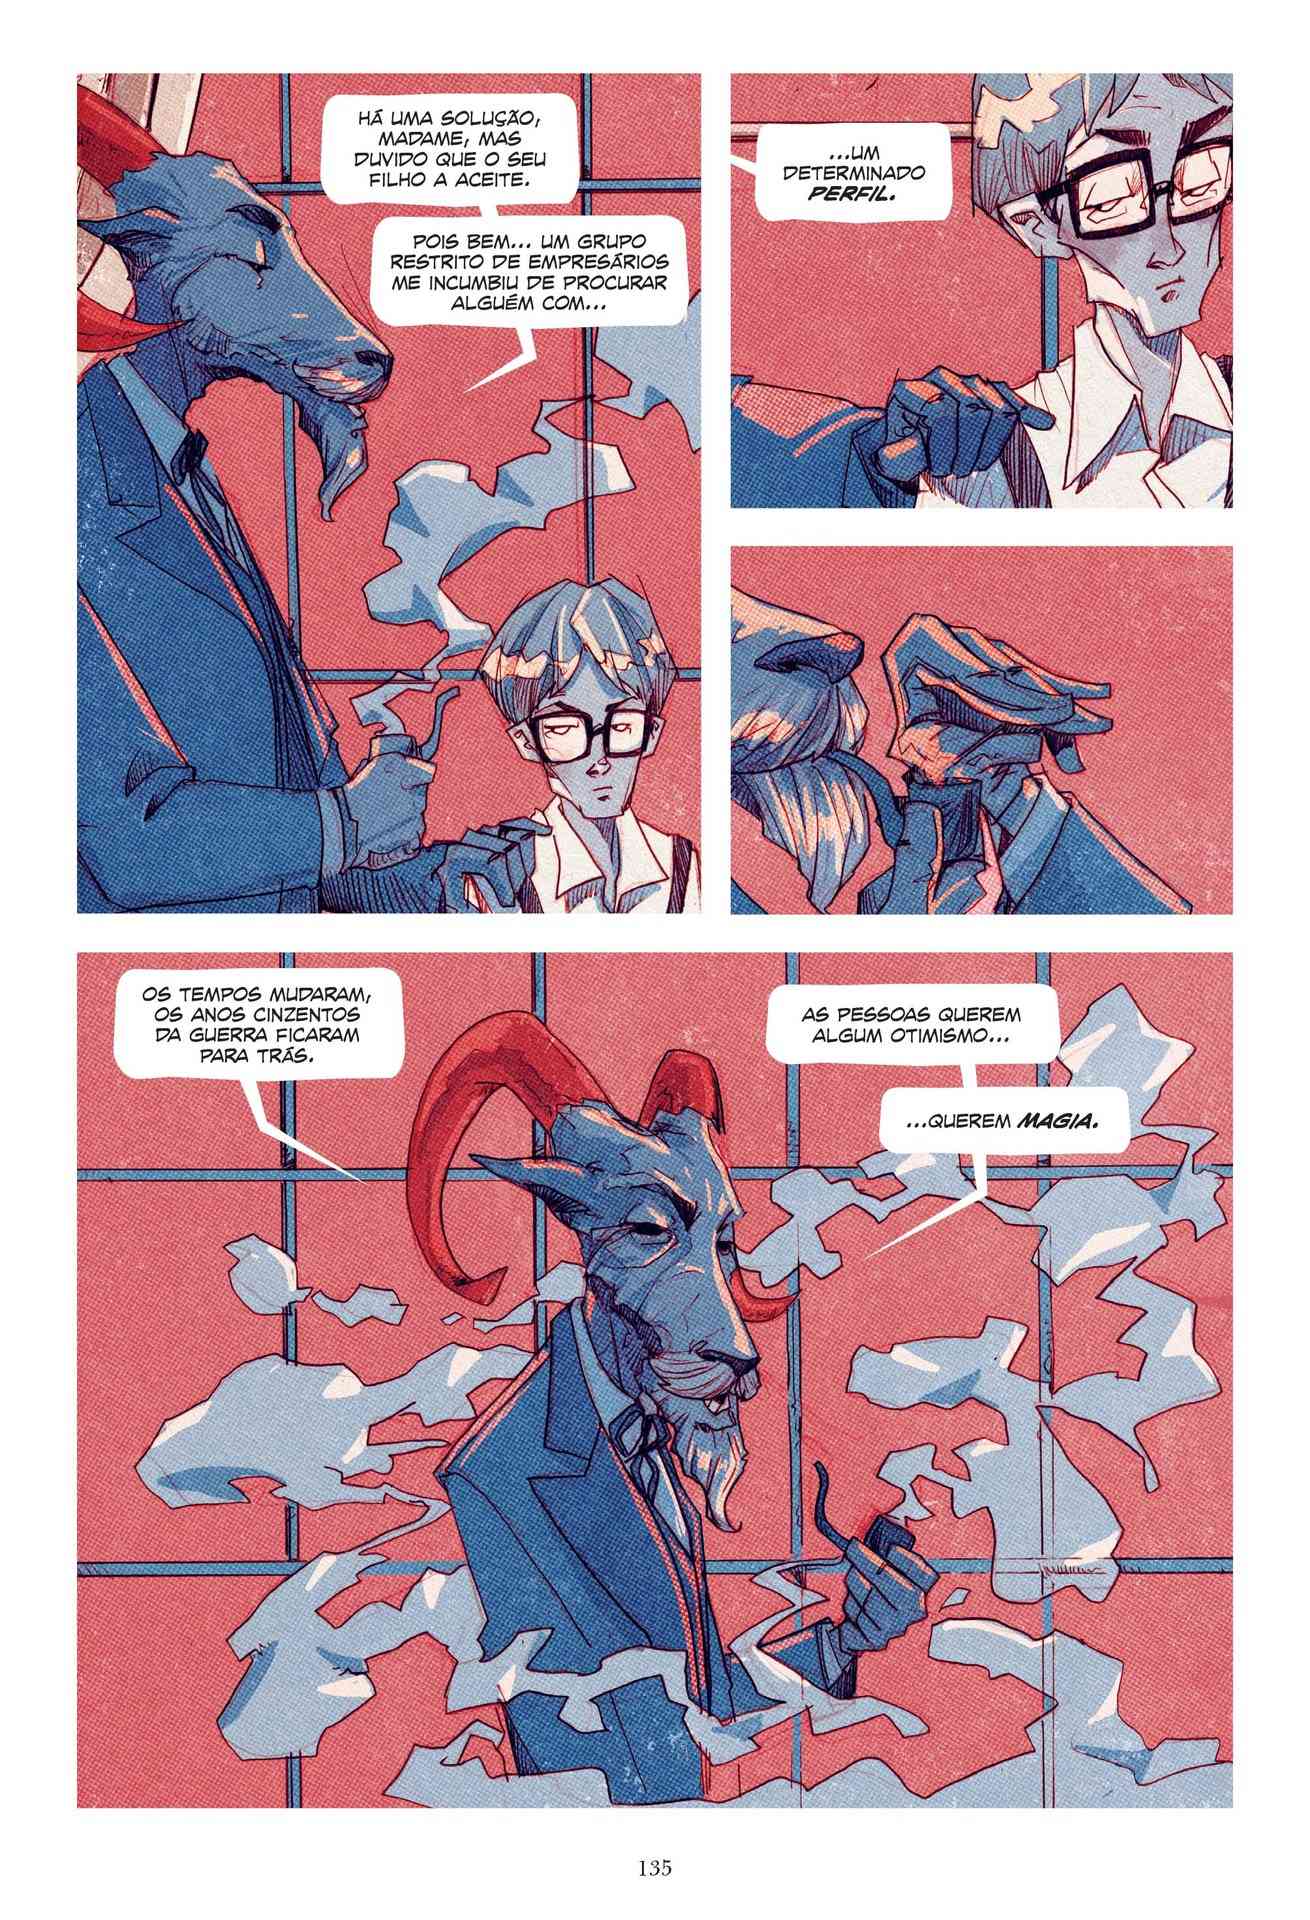 HÁ UMA SOLUÇÃO,
MADAME, MAS
DUVIDO QUE O SEU
FILHO A ACEITE.
POIS BEM... UM GRUPO
RESTRITO DE EMPRESÁRIOS
ME INCUMBIU DE PROCURAR
ALGUÉM COM...
...UM
DETERMINADO
PERFIL.
OS TEMPOS MUDARAM,
OS ANOS CINZENTOS
DA GUERRA FICARAM
PARA TRÁS.
AS PESSOAS QUEREM
ALGUM OTIMISMO...
...QUEREM MAGIA.
135